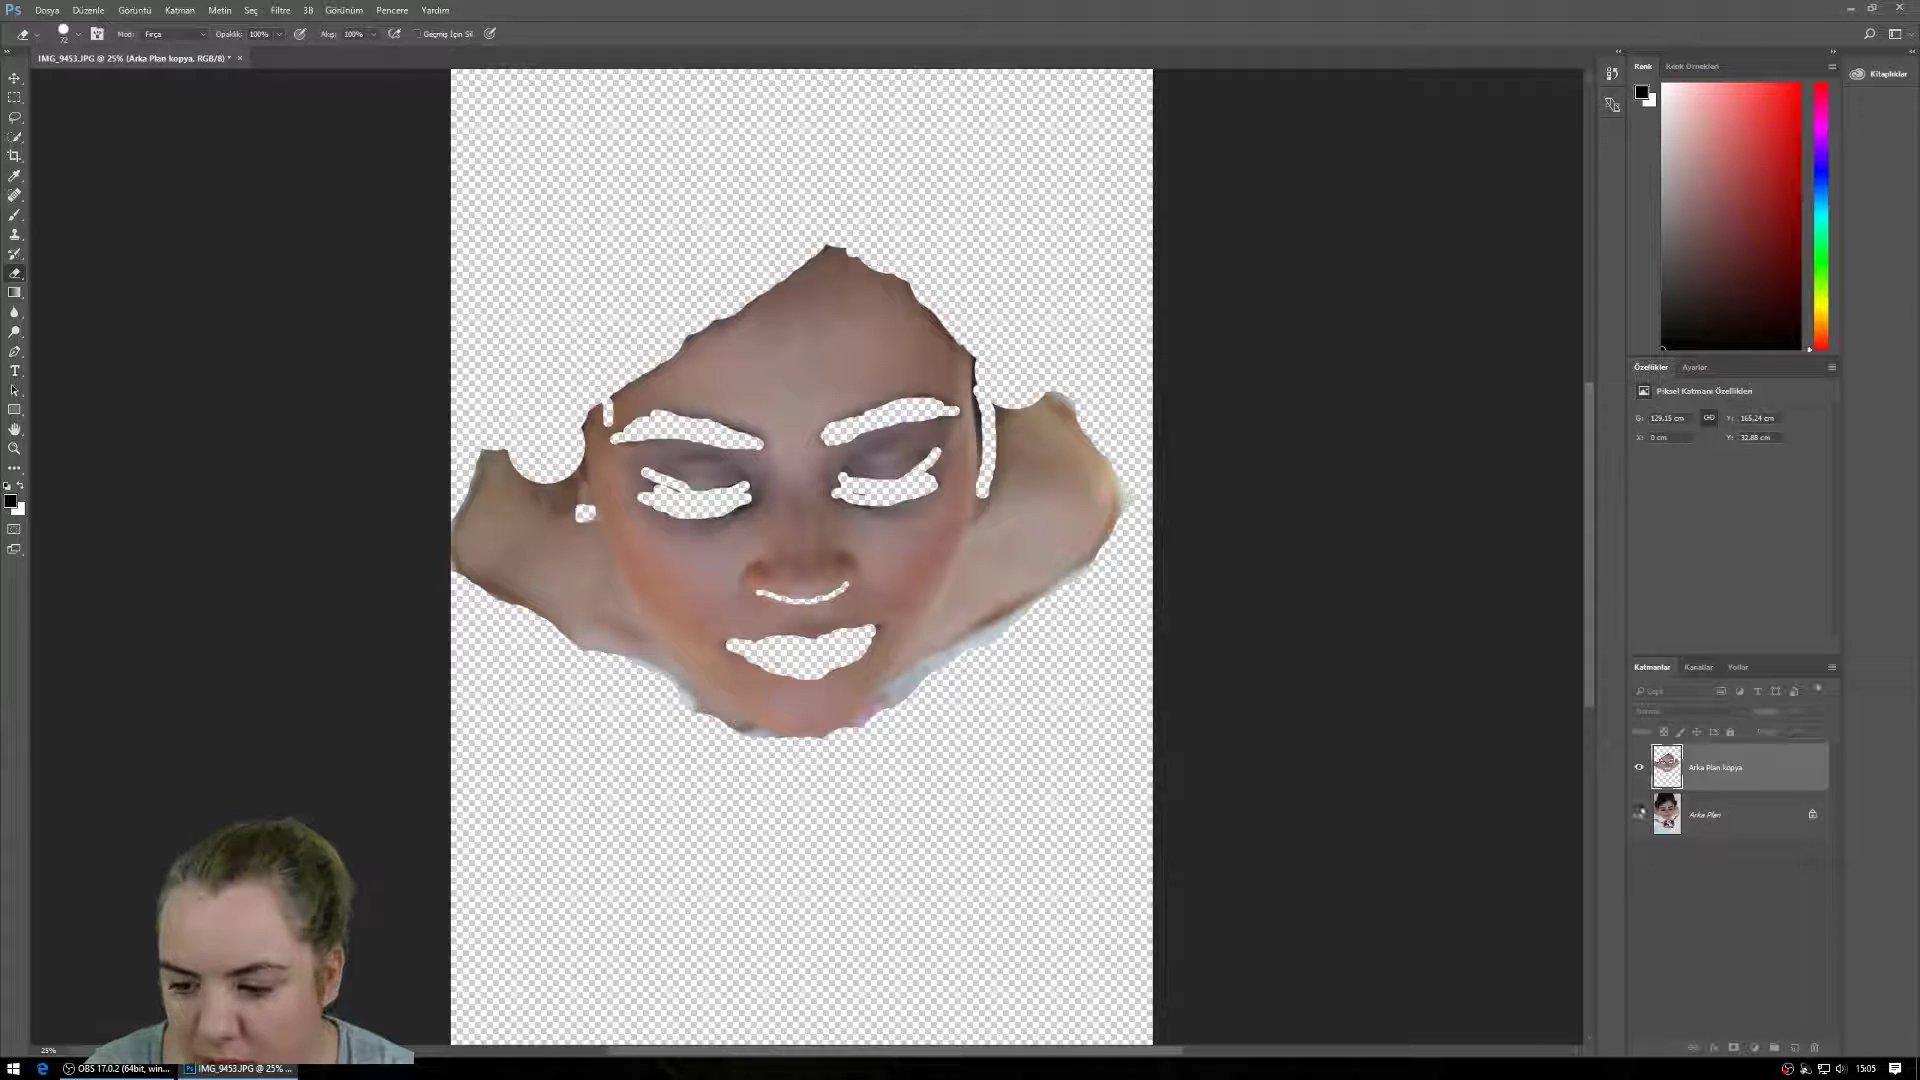 Ps Dosya Düzenle Görüntü Katman Metin Seç Filtre 3B Görünüm Pencere Yardım
72 Mod: Fırça Opaklık: 100% Akış: 100% Geçmiş İçin Sil
IMG_9453.JPG @ 25% (Arka Plan kopya, RGB/8) * ×
Renk Renk Örnekleri
Kitaplıklar
Özellikler Ayarlar
Piksel Katmanı Özellikleri
G: 129.15 cm Y: 165.24 cm
X: 0 cm Y: 32.88 cm
Katmanlar Kanallar Yollar
Arka Plan kopya
Arka Plan
25%
OBS 17.0.2 (64bit, win... IMG_9453.JPG @ 25% ... 15:05